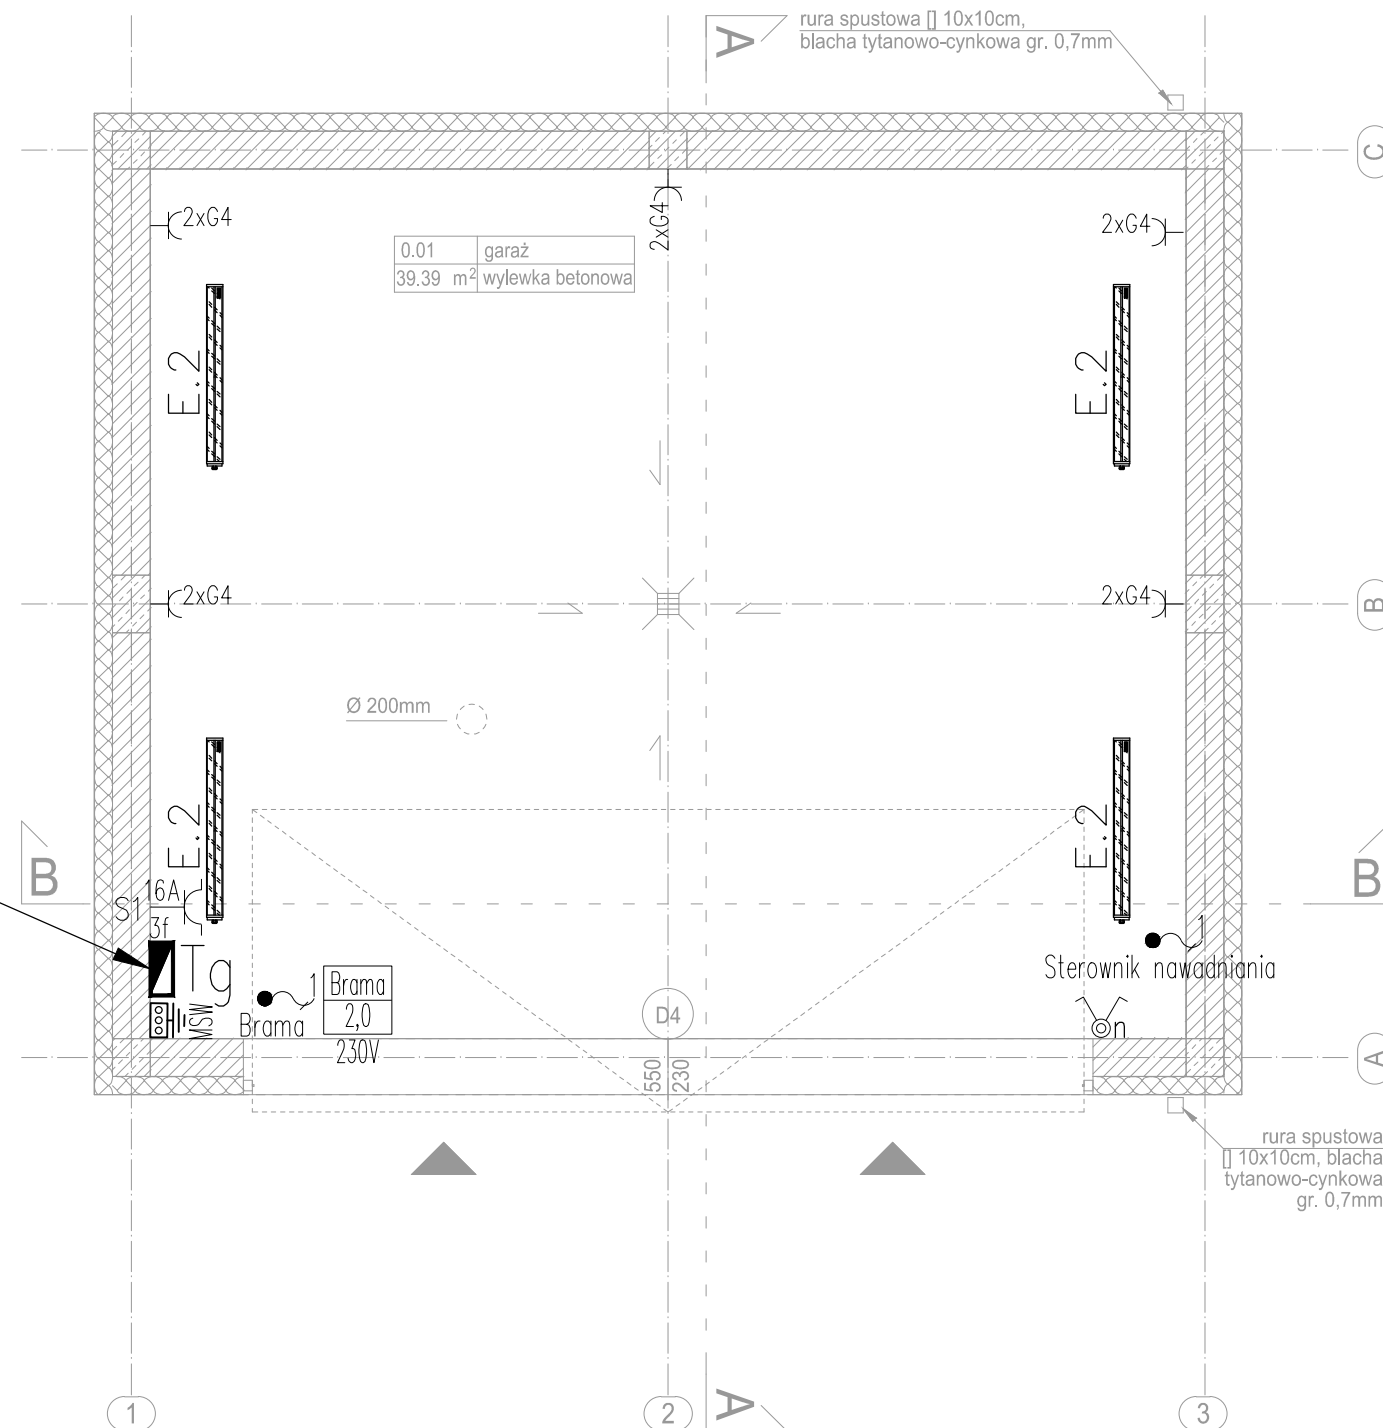 rura spustowa [] 10x10cm,
blacha tytanowo-cynkowa gr. 0,7mm
A
C
2xG4
2xG4
2xG4
0.01 garaż
39.39 m² wylewka betonowa
E.2
E.2
2xG4
2xG4
B
Ø 200mm
E.2
E.2
B
B
S1
16A
3f
Tg
1
Sterownik nawadniania
1
Brama
Brama
2,0
230V
MSW
D4
n
550
230
A
rura spustowa
[] 10x10cm, blacha
tytanowo-cynkowa
gr. 0,7mm
1
2
A
3